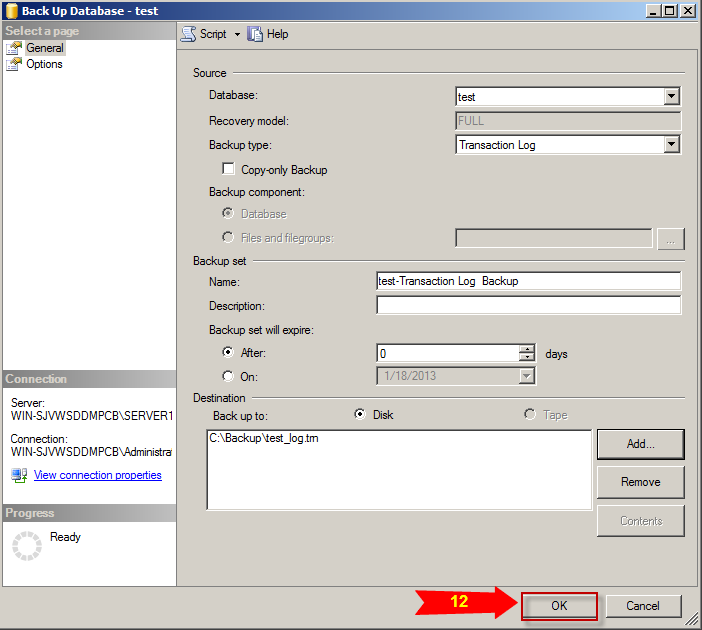 Back Up Database - test
Select a page
General
Options
Script
Help
Source
Database:
test
Recovery model:
FULL
Backup type:
Transaction Log
Copy-only Backup
Backup component:
Database
Files and filegroups:
...
Backup set
Name:
test-Transaction Log  Backup
Description:
Backup set will expire:
After:
0
days
On:
1/18/2013
Destination
Back up to:
Disk
Tape
C:\Backup\test_log.trn
Add...
Remove
Contents
Connection
Server:
WIN-SJVWSDDMPCB\SERVER1
Connection:
WIN-SJVWSDDMPCB\Administra
View connection properties
Progress
Ready
12
OK
Cancel